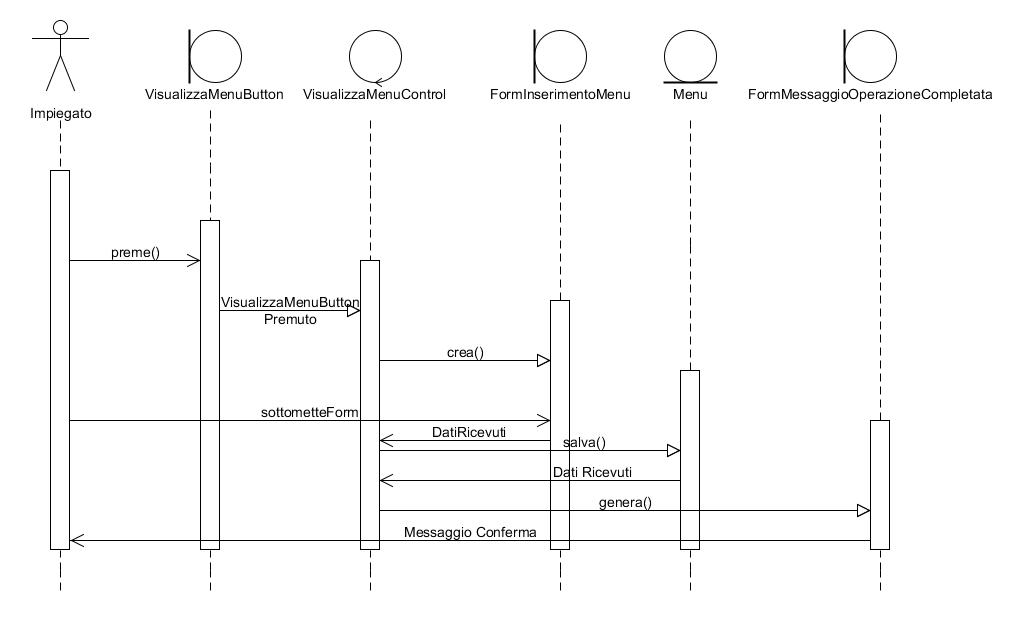 Impiegato
VisualizzaMenuButton
VisualizzaMenuControl
FormInserimentoMenu
Menu
FormMessaggioOperazioneCompletata
preme()
VisualizzaMenuButton
Premuto
crea()
sottometteForm
DatiRicevuti
salva()
Dati Ricevuti
genera()
Messaggio Conferma